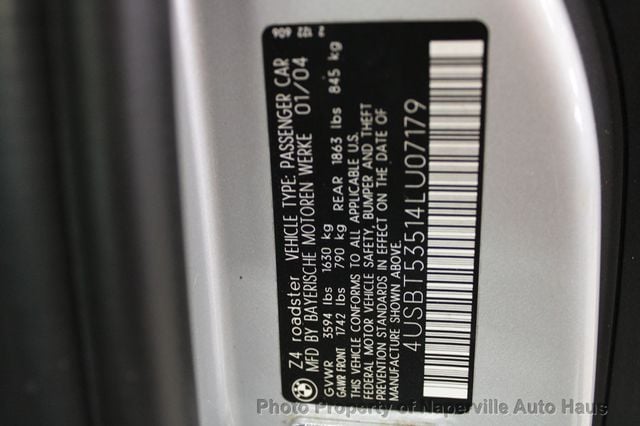 Z4 roadster VEHICLE TYPE: PASSENGER CAR
MFD BY BAYERISCHE MOTOREN WERKE 01/04
GVWR 3594 lbs 1630 kg
GAWR FRONT 1742 lbs 790 kg REAR 1863 lbs 845 kg
THIS VEHICLE CONFORMS TO ALL APPLICABLE U.S.
FEDERAL MOTOR VEHICLE SAFETY, BUMPER AND THEFT
PREVENTION STANDARDS IN EFFECT ON THE DATE OF
MANUFACTURE SHOWN ABOVE.
4USBT53514LU07179
2 122 606
Photo Property of Naperville Auto Haus